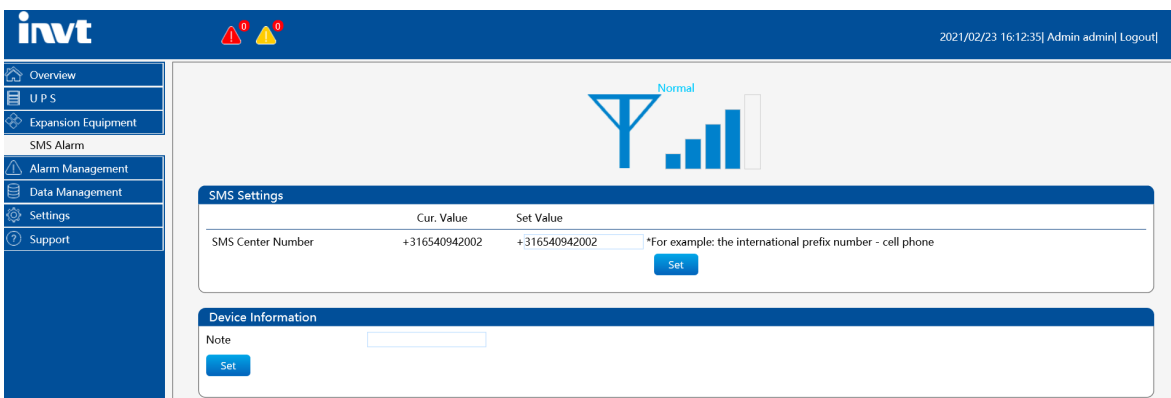 invt
0 0
2021/02/23 16:12:35| Admin admin| Logout|
Overview
UPS
Expansion Equipment
SMS Alarm
Alarm Management
Data Management
Settings
Support
Normal
SMS Settings
Cur. Value Set Value
SMS Center Number +316540942002 +316540942002 *For example: the international prefix number - cell phone
Set
Device Information
Note
Set